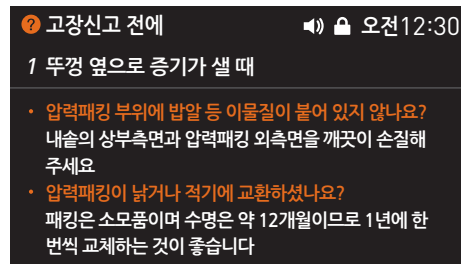 ? 고장신고 전에 오전12:30
1 뚜껑 옆으로 증기가 샐 때
• 압력패킹 부위에 밥알 등 이물질이 붙어 있지 않나요?
내솥의 상부측면과 압력패킹 외측면을 깨끗이 손질해
주세요
• 압력패킹이 낡거나 적기에 교환하셨나요?
패킹은 소모품이며 수명은 약 12개월이므로 1년에 한
번씩 교체하는 것이 좋습니다